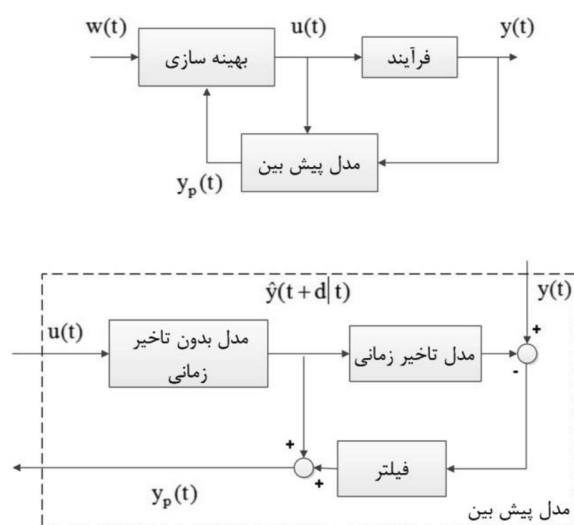 w(t)
u(t)
y(t)
بهینه سازی
فرآیند
مدل پیش بین
y_p(t)
ŷ(t+d|t)
y(t)
u(t)
مدل بدون تاخیر
زمانی
مدل تاخیر زمانی
+
-
+
+
فیلتر
y_p(t)
مدل پیش بین